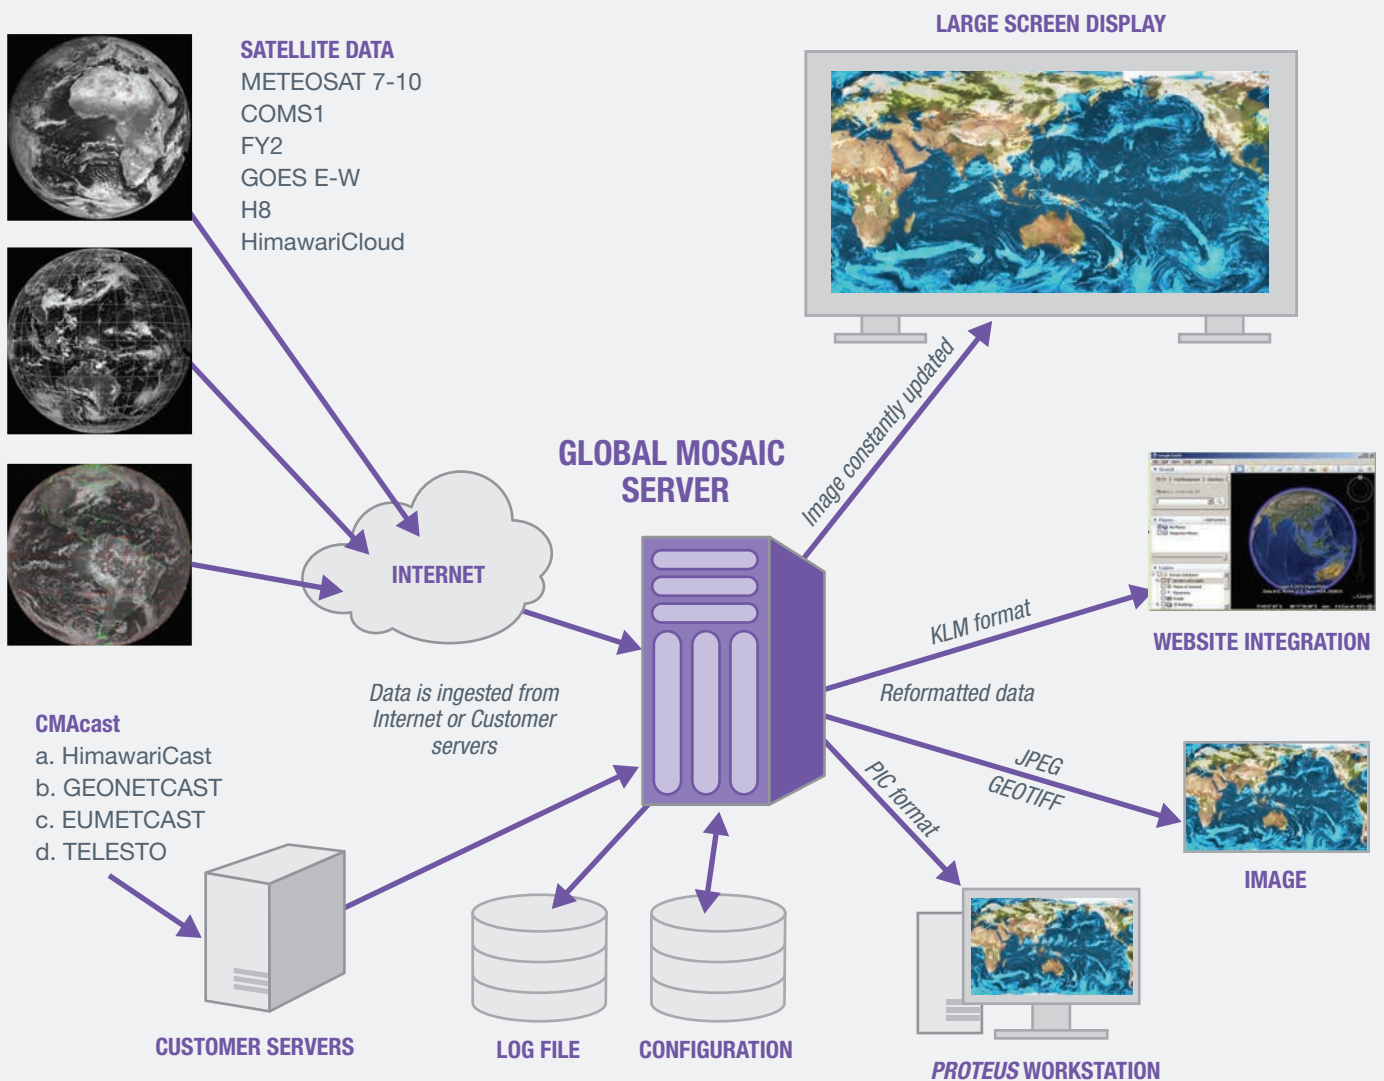 LARGE SCREEN DISPLAY
SATELLITE DATA
METEOSAT 7-10
COMS1
FY2
GOES E-W
H8
HimawariCloud
Image constantly updated
GLOBAL MOSAIC
SERVER
INTERNET
KLM format
WEBSITE INTEGRATION
Data is ingested from
Internet or Customer
servers
Reformatted data
CMAcast
a. HimawariCast
b. GEONETCAST
c. EUMETCAST
d. TELESTO
JPEG
GEOTIFF
PIC format
IMAGE
CUSTOMER SERVERS
LOG FILE
CONFIGURATION
PROTEUS WORKSTATION